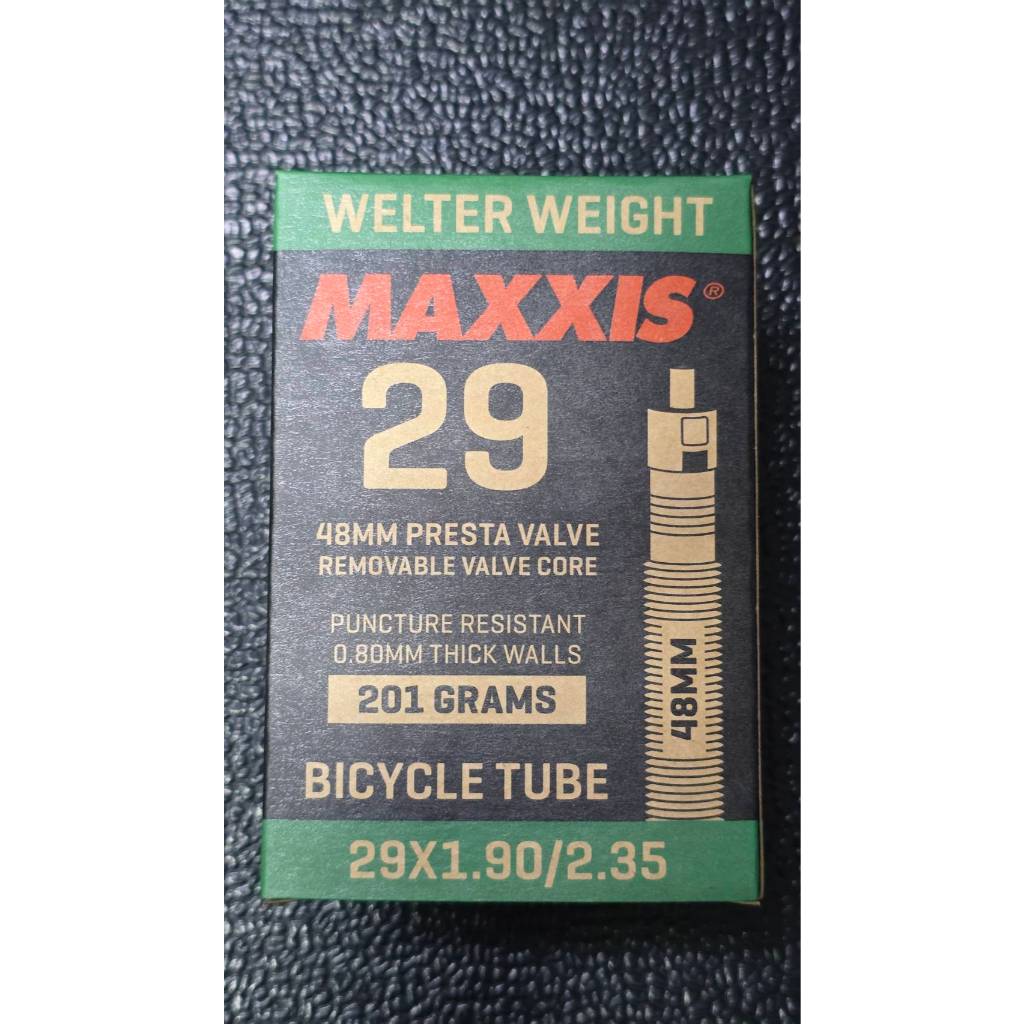 WELTER WEIGHT
MAXXIS®
29
48MM PRESTA VALVE
REMOVABLE VALVE CORE
PUNCTURE RESISTANT
0.80MM THICK WALLS
201 GRAMS
48MM
BICYCLE TUBE
29X1.90/2.35